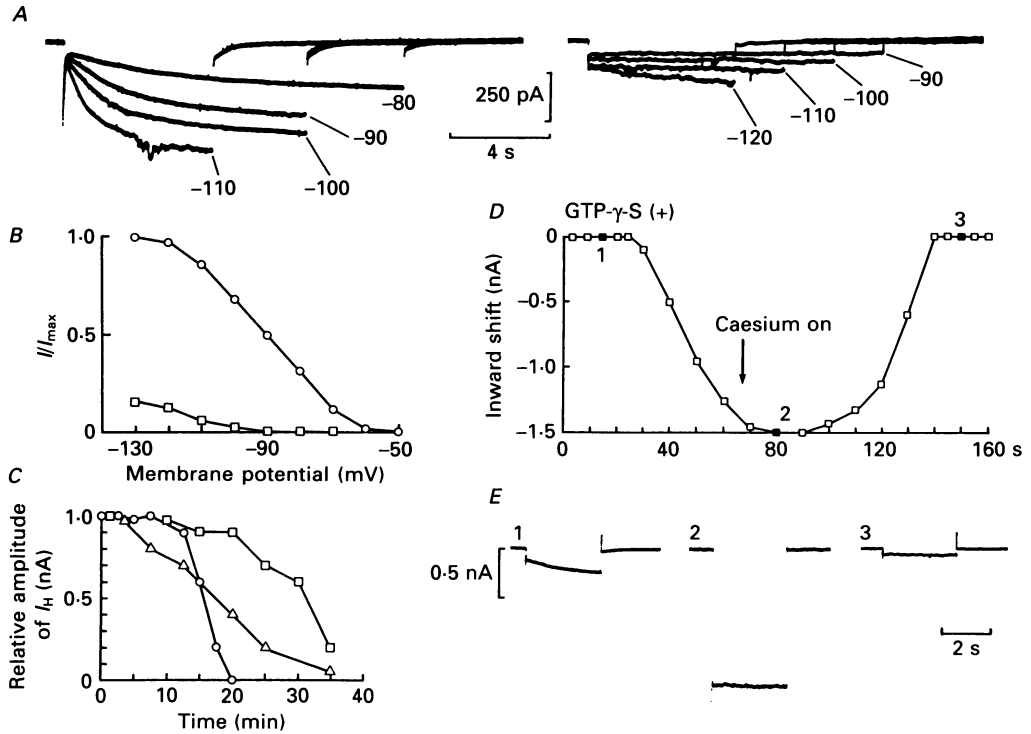 A
250 pA
4 s
−80
−90
−100
−110
−90
−100
−110
−120
B
1·0
0·5
0
I/Imax
−130
−90
−50
Membrane potential (mV)
C
1·0
0·5
0
Relative amplitude
of IH (nA)
0
10
20
30
40
Time (min)
D
GTP-γ-S (+)
0
−0·5
−1·0
−1·5
Inward shift (nA)
1
2
3
Caesium on
0
40
80
120
160 s
E
1
2
3
0·5 nA
2 s